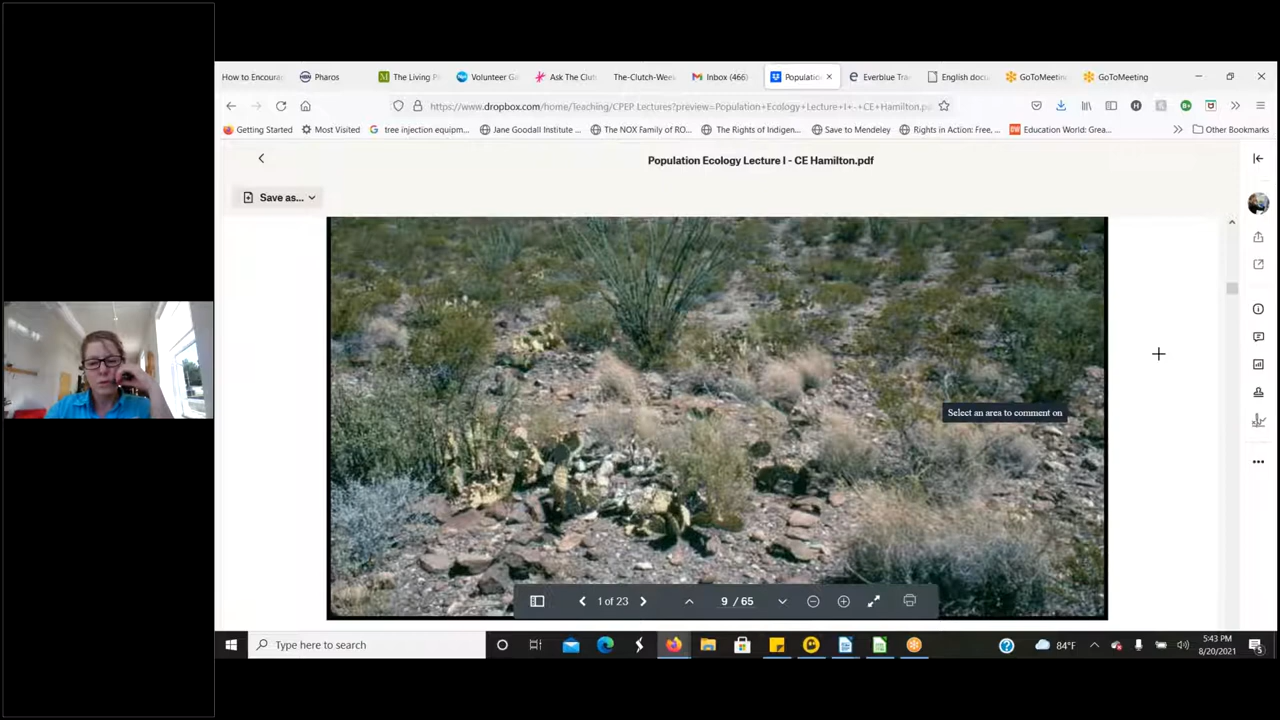 How to Encoura
Pharos
The Living P
Volunteer Ga
Ask The Clut
The-Clutch-Week
Inbox (466)
Populatio
Everblue Tra
English docu
GoToMeeting
GoToMeeting
https://www.dropbox.com/home/Teaching/CPEP Lectures?preview=Population+Ecology+Lecture+I+-+CE+Hamilton.p
Getting Started
Most Visited
tree injection equipm...
Jane Goodall Institute ...
The NOX Family of RO...
The Rights of Indigen...
Save to Mendeley
Rights in Action: Free, ...
Education World: Grea...
Other Bookmarks
Population Ecology Lecture I - CE Hamilton.pdf
Save as...
Select an area to comment on
1 of 23
9 / 65
Type here to search
84°F
5:43 PM
8/20/2021